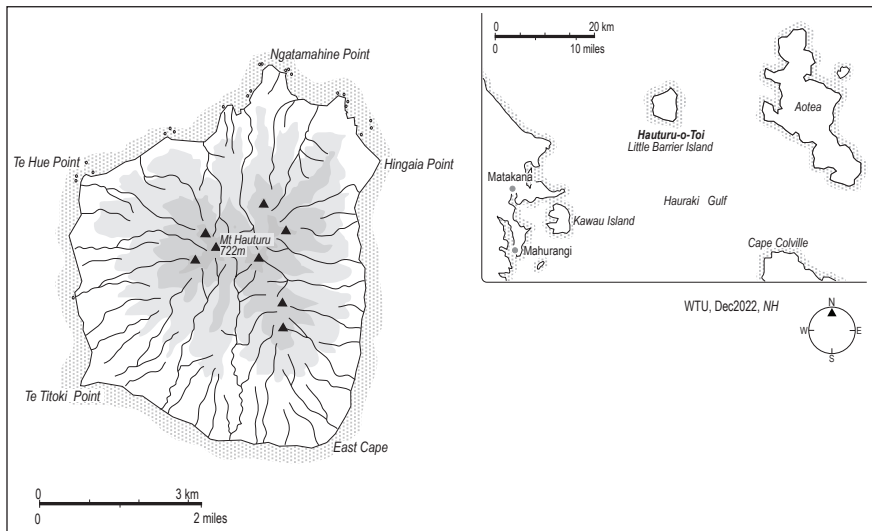 Ngatamahine Point
Te Hue Point
Hingaia Point
Mt Hauturu
722m
Te Titoki Point
East Cape
0 3 km
0 2 miles
0 20 km
0 10 miles
Aotea
Hauturu-o-Toi
Little Barrier Island
Matakana
Hauraki Gulf
Kawau Island
Mahurangi
Cape Colville
WTU, Dec2022, NH
N
W E
S